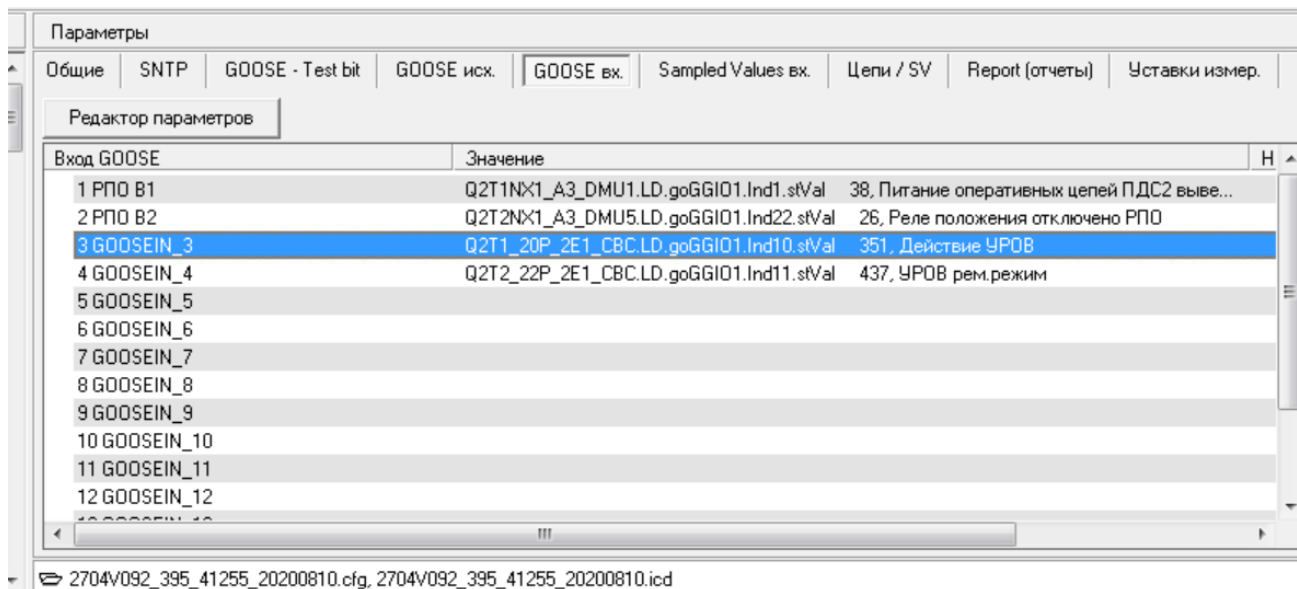 Параметры
Общие SNTP GOOSE - Test bit GOOSE исх. GOOSE вх. Sampled Values вх. Цепи / SV Report (отчеты) Уставки измер.
Редактор параметров
Вход GOOSE Значение Н
1 РПО В1 Q2T1NX1_A3_DMU1.LD.goGGIO1.Ind1.stVal 38, Питание оперативных цепей ПДС2 выве...
2 РПО В2 Q2T2NX1_A3_DMU5.LD.goGGIO1.Ind22.stVal 26, Реле положения отключено РПО
3 GOOSEIN_3 Q2T1_20P_2E1_CBC.LD.goGGIO1.Ind10.stVal 351, Действие УРОВ
4 GOOSEIN_4 Q2T2_22P_2E1_CBC.LD.goGGIO1.Ind11.stVal 437, УРОВ рем.режим
5 GOOSEIN_5
6 GOOSEIN_6
7 GOOSEIN_7
8 GOOSEIN_8
9 GOOSEIN_9
10 GOOSEIN_10
11 GOOSEIN_11
12 GOOSEIN_12
2704V092_395_41255_20200810.cfg, 2704V092_395_41255_20200810.icd